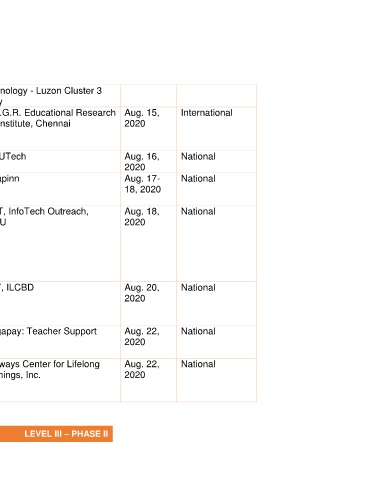 nology - Luzon Cluster 3
y
.G.R. Educational Research Aug. 15, International
nstitute, Chennai 2020
UTech Aug. 16, National
2020
apinn Aug. 17- National
18, 2020
T, InfoTech Outreach, Aug. 18, National
U 2020
, ILCBD Aug. 20, National
2020
gapay: Teacher Support Aug. 22, National
2020
ways Center for Lifelong Aug. 22, National
nings, Inc. 2020
LEVEL III – PHASE II